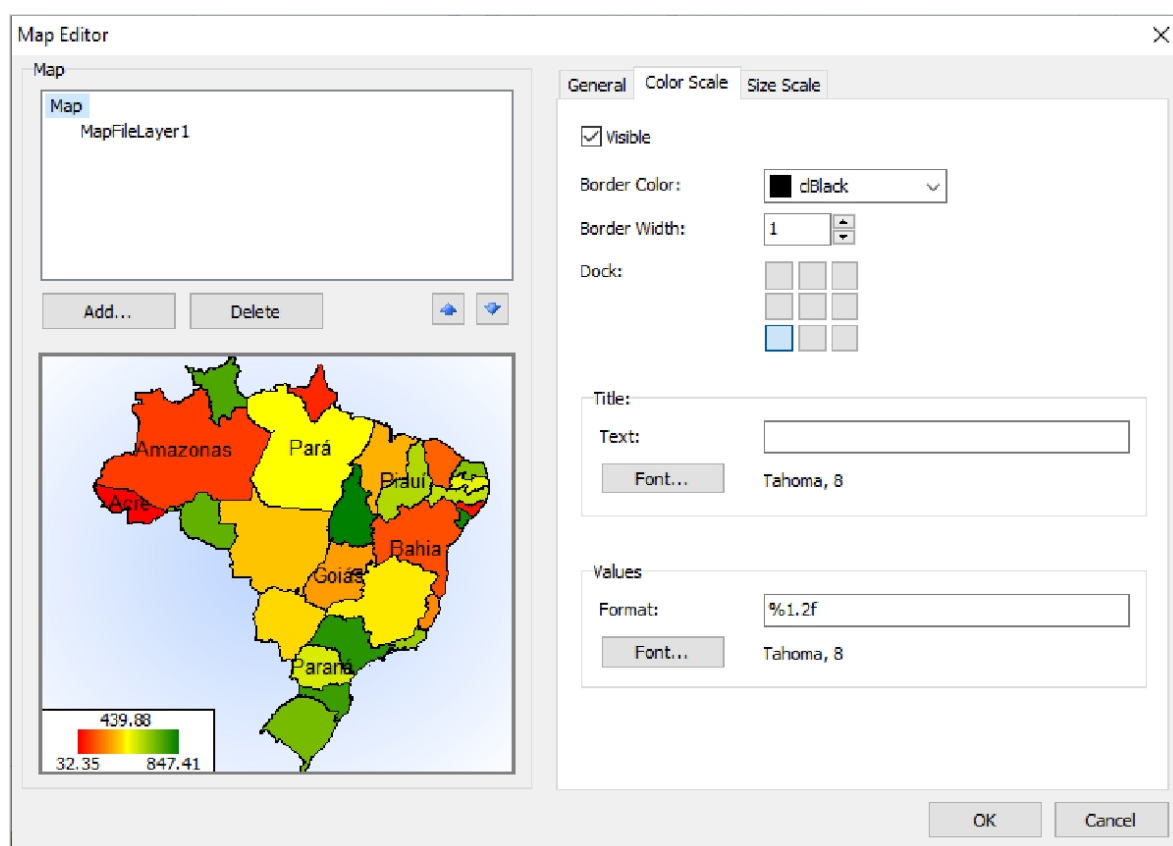 Map Editor
Map
Map
MapFileLayer1
Add...
Delete
Amazonas
Pará
Piauí
Acre
Bahia
Goiás
Paraná
439.88
32.35
847.41
General
Color Scale
Size Scale
Visible
Border Color:
clBlack
Border Width:
1
Dock:
Title:
Text:
Font...
Tahoma, 8
Values
Format:
%1.2f
Font...
Tahoma, 8
OK
Cancel